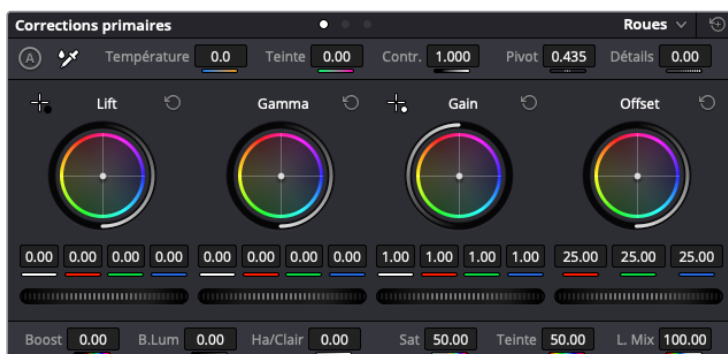 Corrections primaires Roues
A Température 0.0 Teinte 0.00 Contr. 1.000 Pivot 0.435 Détails 0.00
Lift Gamma Gain Offset
0.00 0.00 0.00 0.00 0.00 0.00 0.00 0.00 1.00 1.00 1.00 1.00 25.00 25.00 25.00
Boost 0.00 B.Lum 0.00 Ha/Clair 0.00 Sat 50.00 Teinte 50.00 L. Mix 100.00